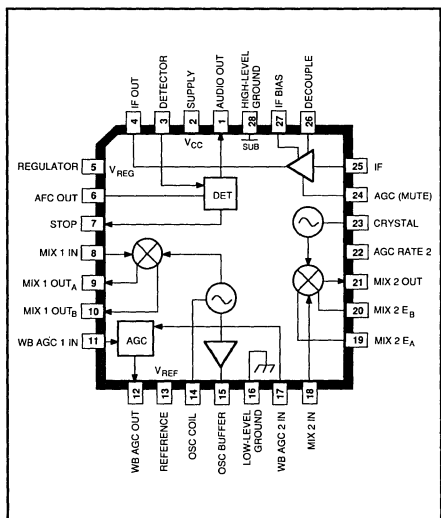 IF OUT
DETECTOR
SUPPLY
AUDIO OUT
HIGH-LEVEL
GROUND
IF BIAS
DECOUPLE
4
3
2
1
28
27
26
VCC
SUB
REGULATOR
5
VREG
AFC OUT
6
STOP
7
MIX 1 IN
8
MIX 1 OUTA
9
MIX 1 OUTB
10
WB AGC 1 IN
11
DET
AGC
25
IF
24
AGC (MUTE)
23
CRYSTAL
22
AGC RATE 2
21
MIX 2 OUT
20
MIX 2 EB
19
MIX 2 EA
VREF
12
13
14
15
16
17
18
WB AGC OUT
REFERENCE
OSC COIL
OSC BUFFER
LOW-LEVEL
GROUND
WB AGC 2 IN
MIX 2 IN